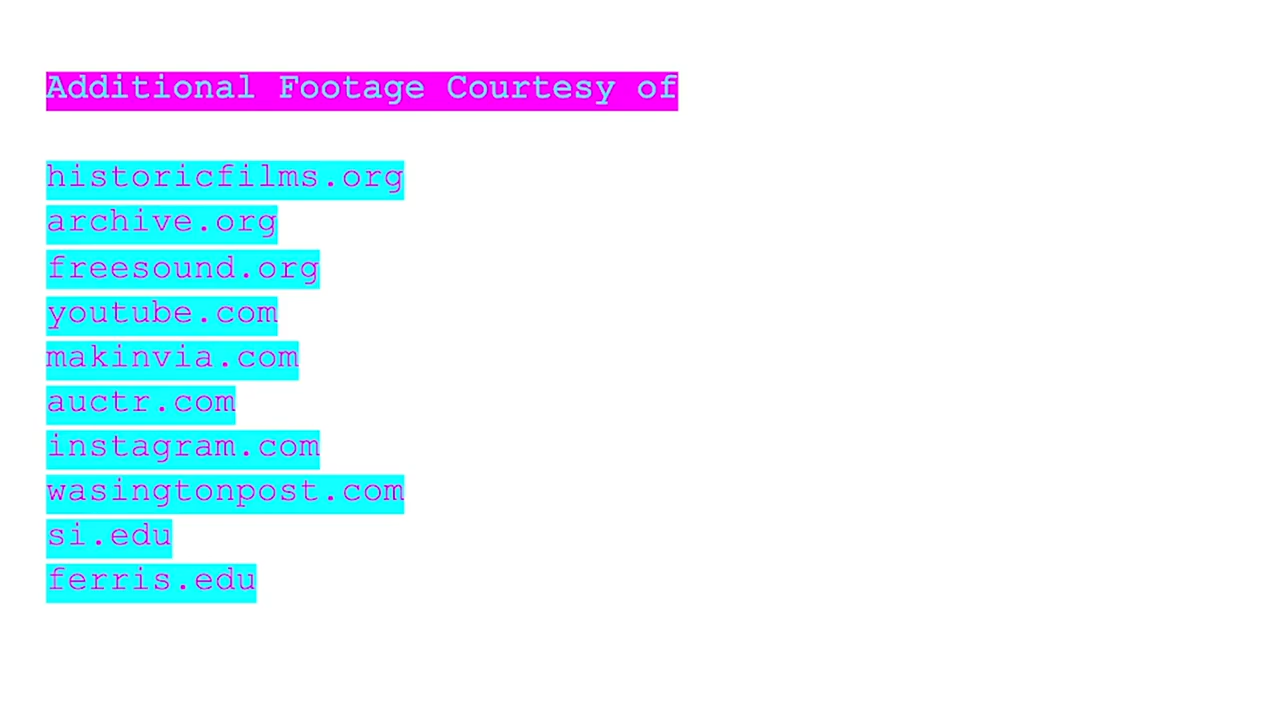 Additional Footage Courtesy of
historicfilms.org
archive.org
freesound.org
youtube.com
makinvia.com
auctr.com
instagram.com
wasingtonpost.com
si.edu
ferris.edu